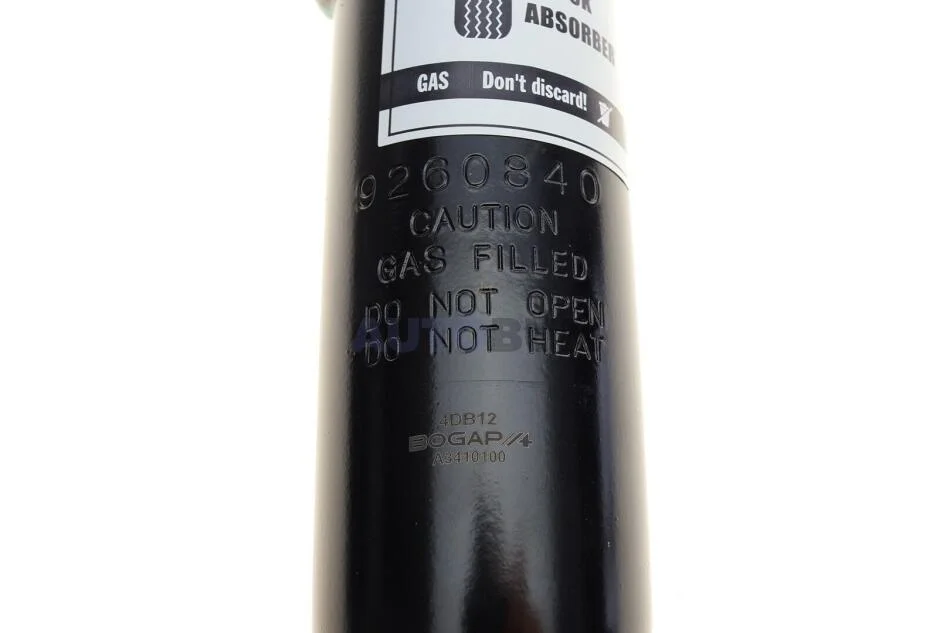 ABSORBER
GAS Don't discard!
9260840
CAUTION
GAS FILLED
DO NOT OPEN
DO NOT HEAT
4DB12
BOGAP
A3410100